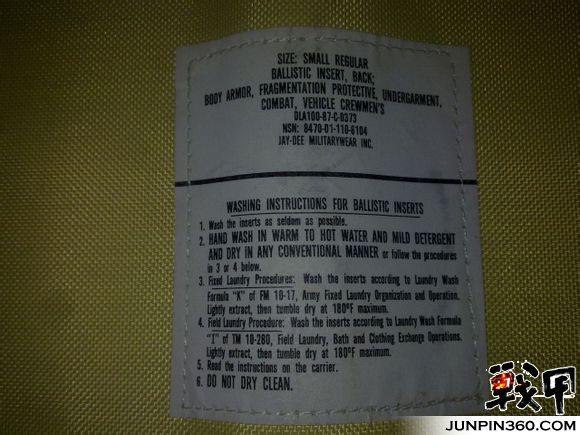 SIZE: SMALL REGULAR
BALLISTIC INSERT, BACK;
BODY ARMOR, FRAGMENTATION PROTECTIVE, UNDERGARMENT,
COMBAT, VEHICLE CREWMEN'S
DLA100-87-C-0373
NSN: 8470-01-110-6104
JAY-DEE MILITARYWEAR INC.
WASHING INSTRUCTIONS FOR BALLISTIC INSERTS
1. Wash the inserts as seldom as possible.
2. HAND WASH IN WARM TO HOT WATER AND MILD DETERGENT
AND DRY IN ANY CONVENTIONAL MANNER or follow the procedures
in 3 or 4 below.
3. Fixed Laundry Procedures: Wash the inserts according to Laundry Wash
Formula "K" of FM 10-17, Army Fixed Laundry Organization and Operation.
Lightly extract, then tumble dry at 180°F maximum.
4. Field Laundry Procedure: Wash the inserts according to Laundry Wash Formula
"I" of TM 10-280, Field Laundry, Bath and Clothing Exchange Operations.
Lightly extract, then tumble dry at 180°F maximum.
5. Read the instructions on the carrier.
6. DO NOT DRY CLEAN.
戰甲
JUNPIN360.COM